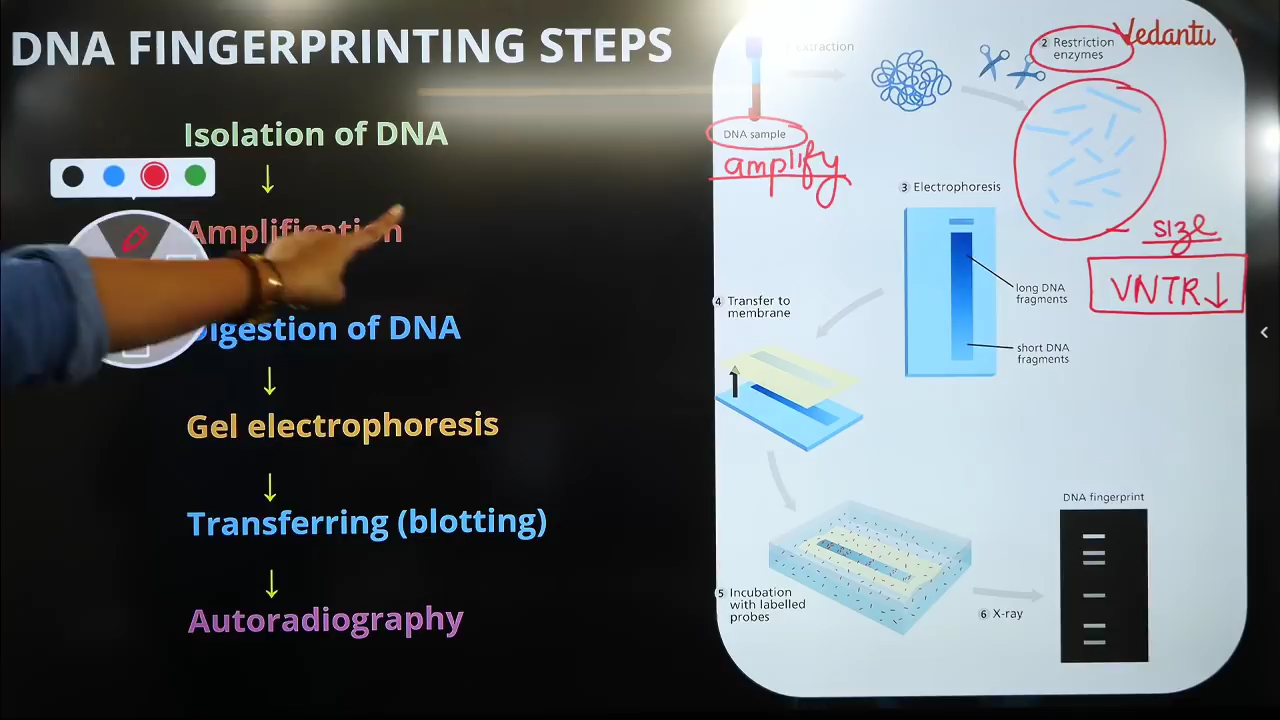 DNA FINGERPRINTING STEPS
Isolation of DNA
↓
Amplification
Digestion of DNA
↓
Gel electrophoresis
↓
Transferring (blotting)
↓
Autoradiography
Vedantu
Extraction
2 Restriction
enzymes
DNA sample
amplify
size
VNTR↓
3 Electrophoresis
long DNA
fragments
short DNA
fragments
4 Transfer to
membrane
5 Incubation
with labelled
probes
6 X-ray
DNA fingerprint